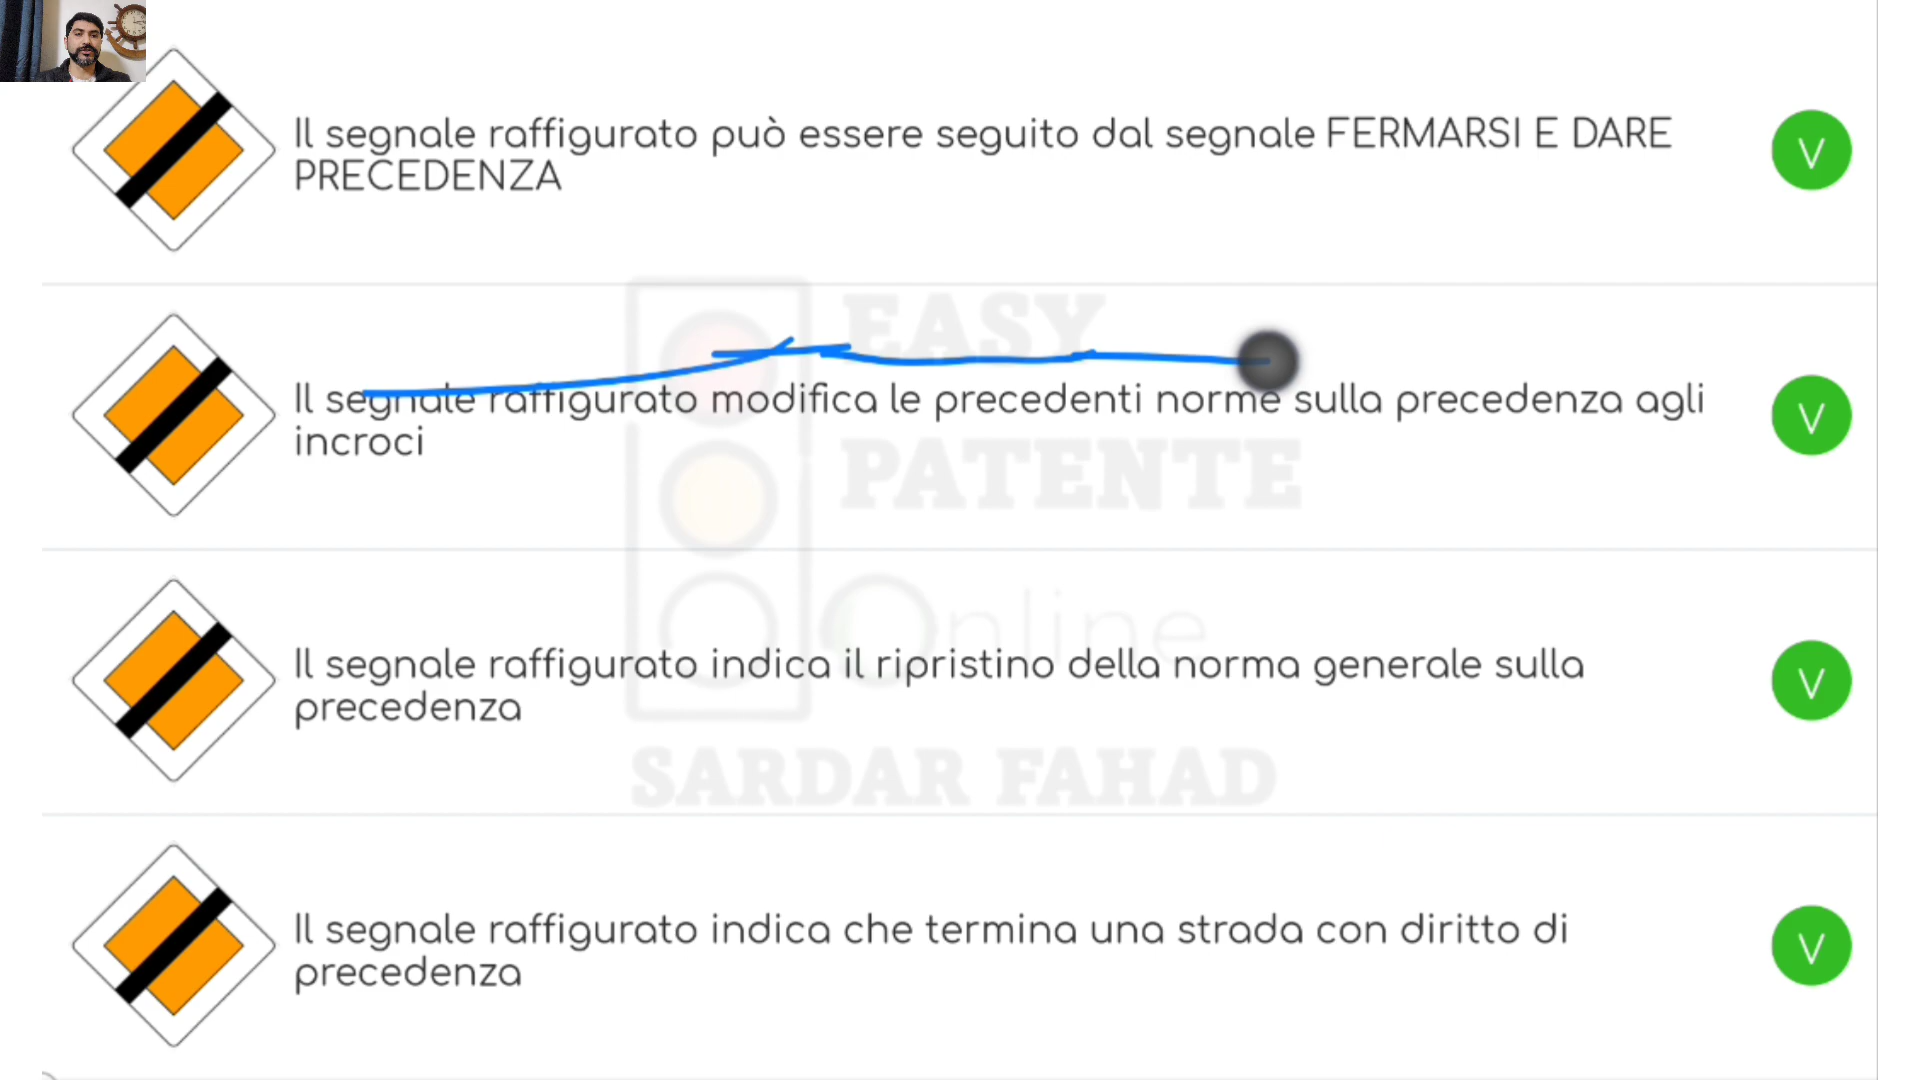 Il segnale raffigurato può essere seguito dal segnale FERMARSI E DARE
PRECEDENZA
V
Il segnale raffigurato modifica le precedenti norme sulla precedenza agli
incroci
V
Il segnale raffigurato indica il ripristino della norma generale sulla
precedenza
V
Il segnale raffigurato indica che termina una strada con diritto di
precedenza
V
EASY
PATENTE
Online
SARDAR FAHAD